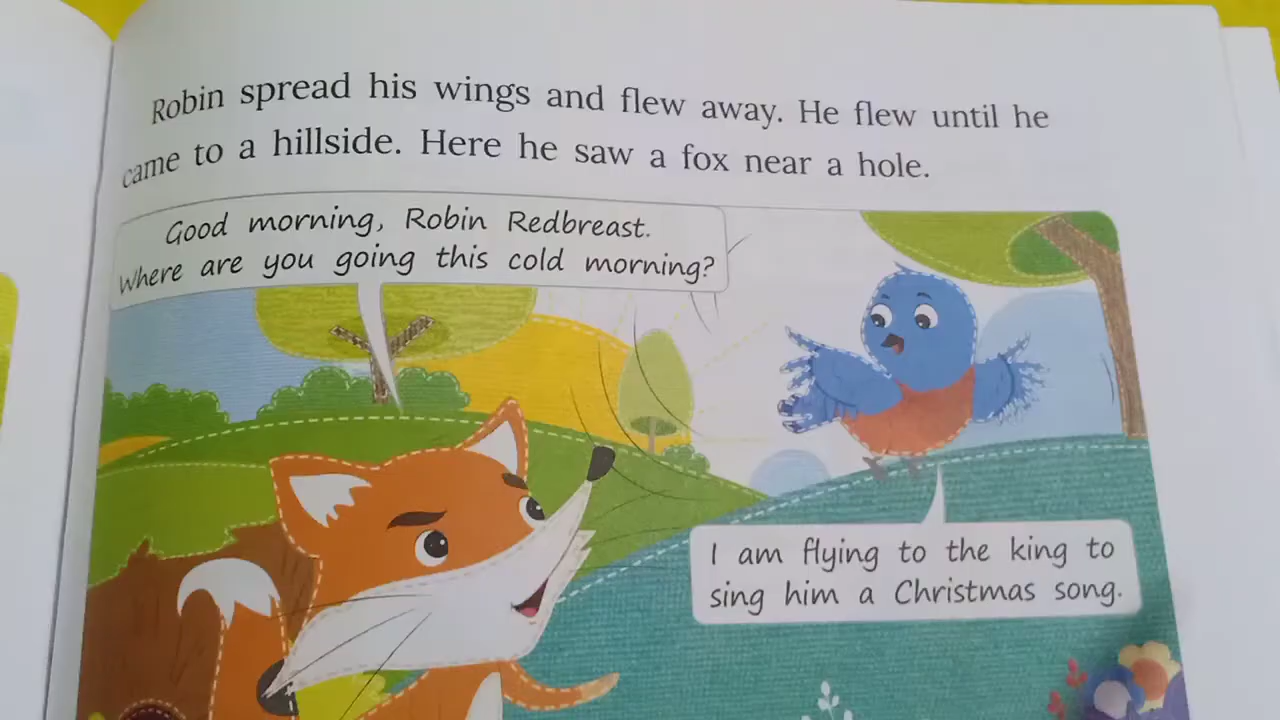 Robin spread his wings and flew away. He flew until he
came to a hillside. Here he saw a fox near a hole.
Good morning, Robin Redbreast.
Where are you going this cold morning?
I am flying to the king to
sing him a Christmas song.